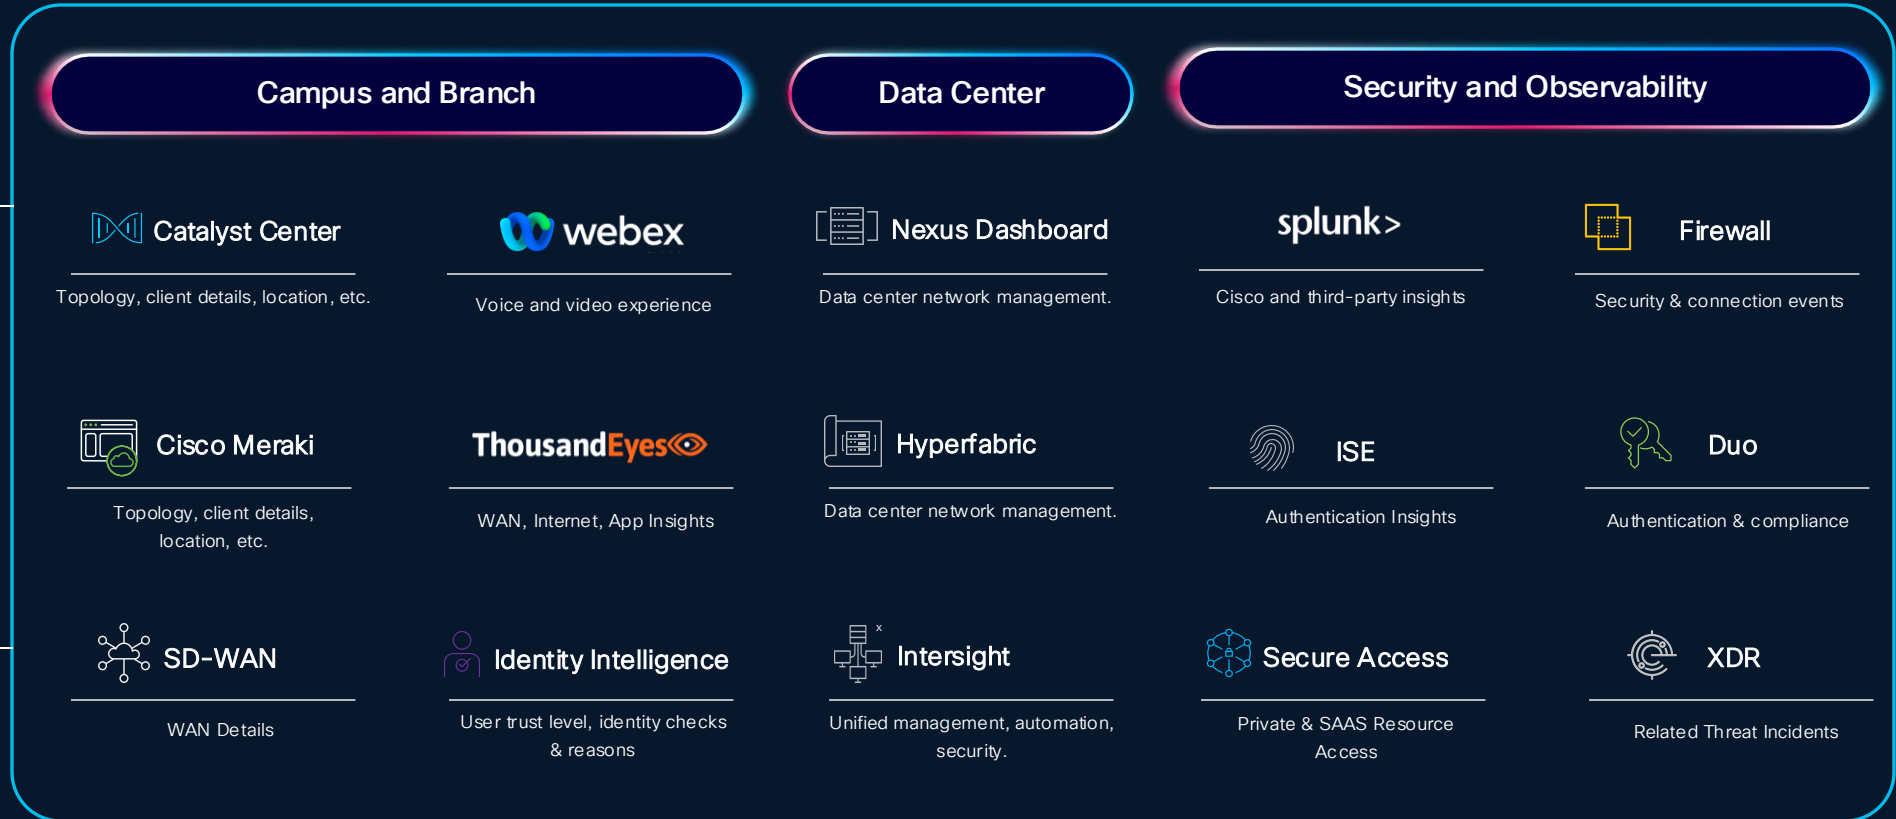 Campus and Branch
Data Center
Security and Observability
Catalyst Center
Topology, client details, location, etc.
webex
Voice and video experience
Nexus Dashboard
Data center network management.
splunk>
Cisco and third-party insights
Firewall
Security & connection events
Cisco Meraki
Topology, client details,
location, etc.
ThousandEyes
WAN, Internet, App Insights
Hyperfabric
Data center network management.
ISE
Authentication Insights
Duo
Authentication & compliance
SD-WAN
WAN Details
Identity Intelligence
User trust level, identity checks
& reasons
x
Intersight
Unified management, automation,
security.
Secure Access
Private & SAAS Resource
Access
XDR
Related Threat Incidents